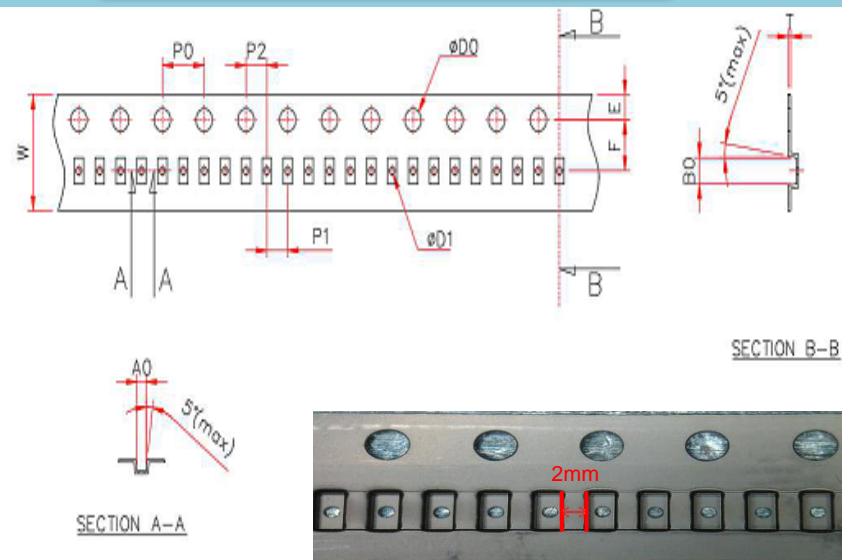 P0
P2
øD0
B
W
E
F
T
5°(max)
B0
A
A
P1
øD1
B
SECTION B-B
A0
5°(max)
SECTION A-A
2mm